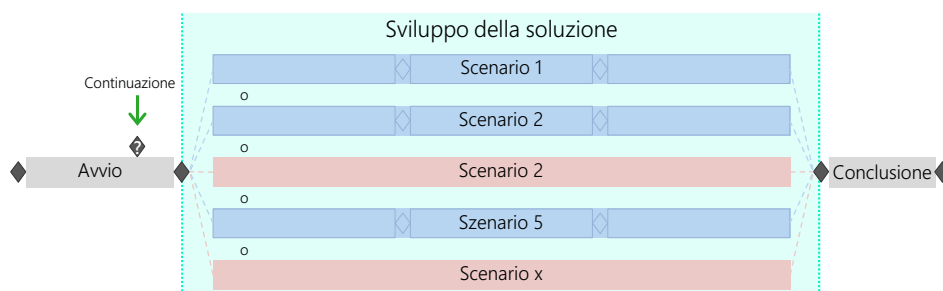 Sviluppo della soluzione
Scenario 1
Continuazione
o
Scenario 2
?
o
Avvio
Scenario 2
Conclusione
o
Szenario 5
o
Scenario x